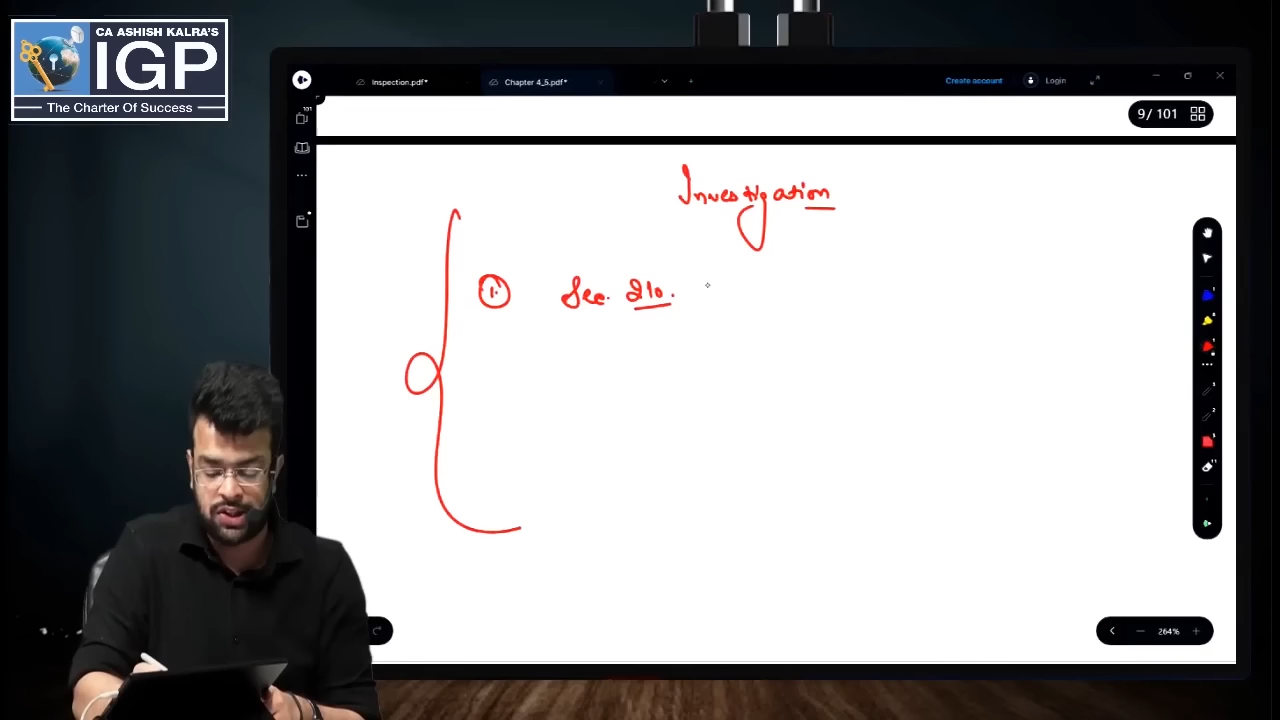 CA ASHISH KALRA'S
IGP
The Charter Of Success
Inspection.pdf*
Chapter 4_5.pdf*
Create account
Login
101
9 / 101
Investigation
1. Sec. 210.
264%